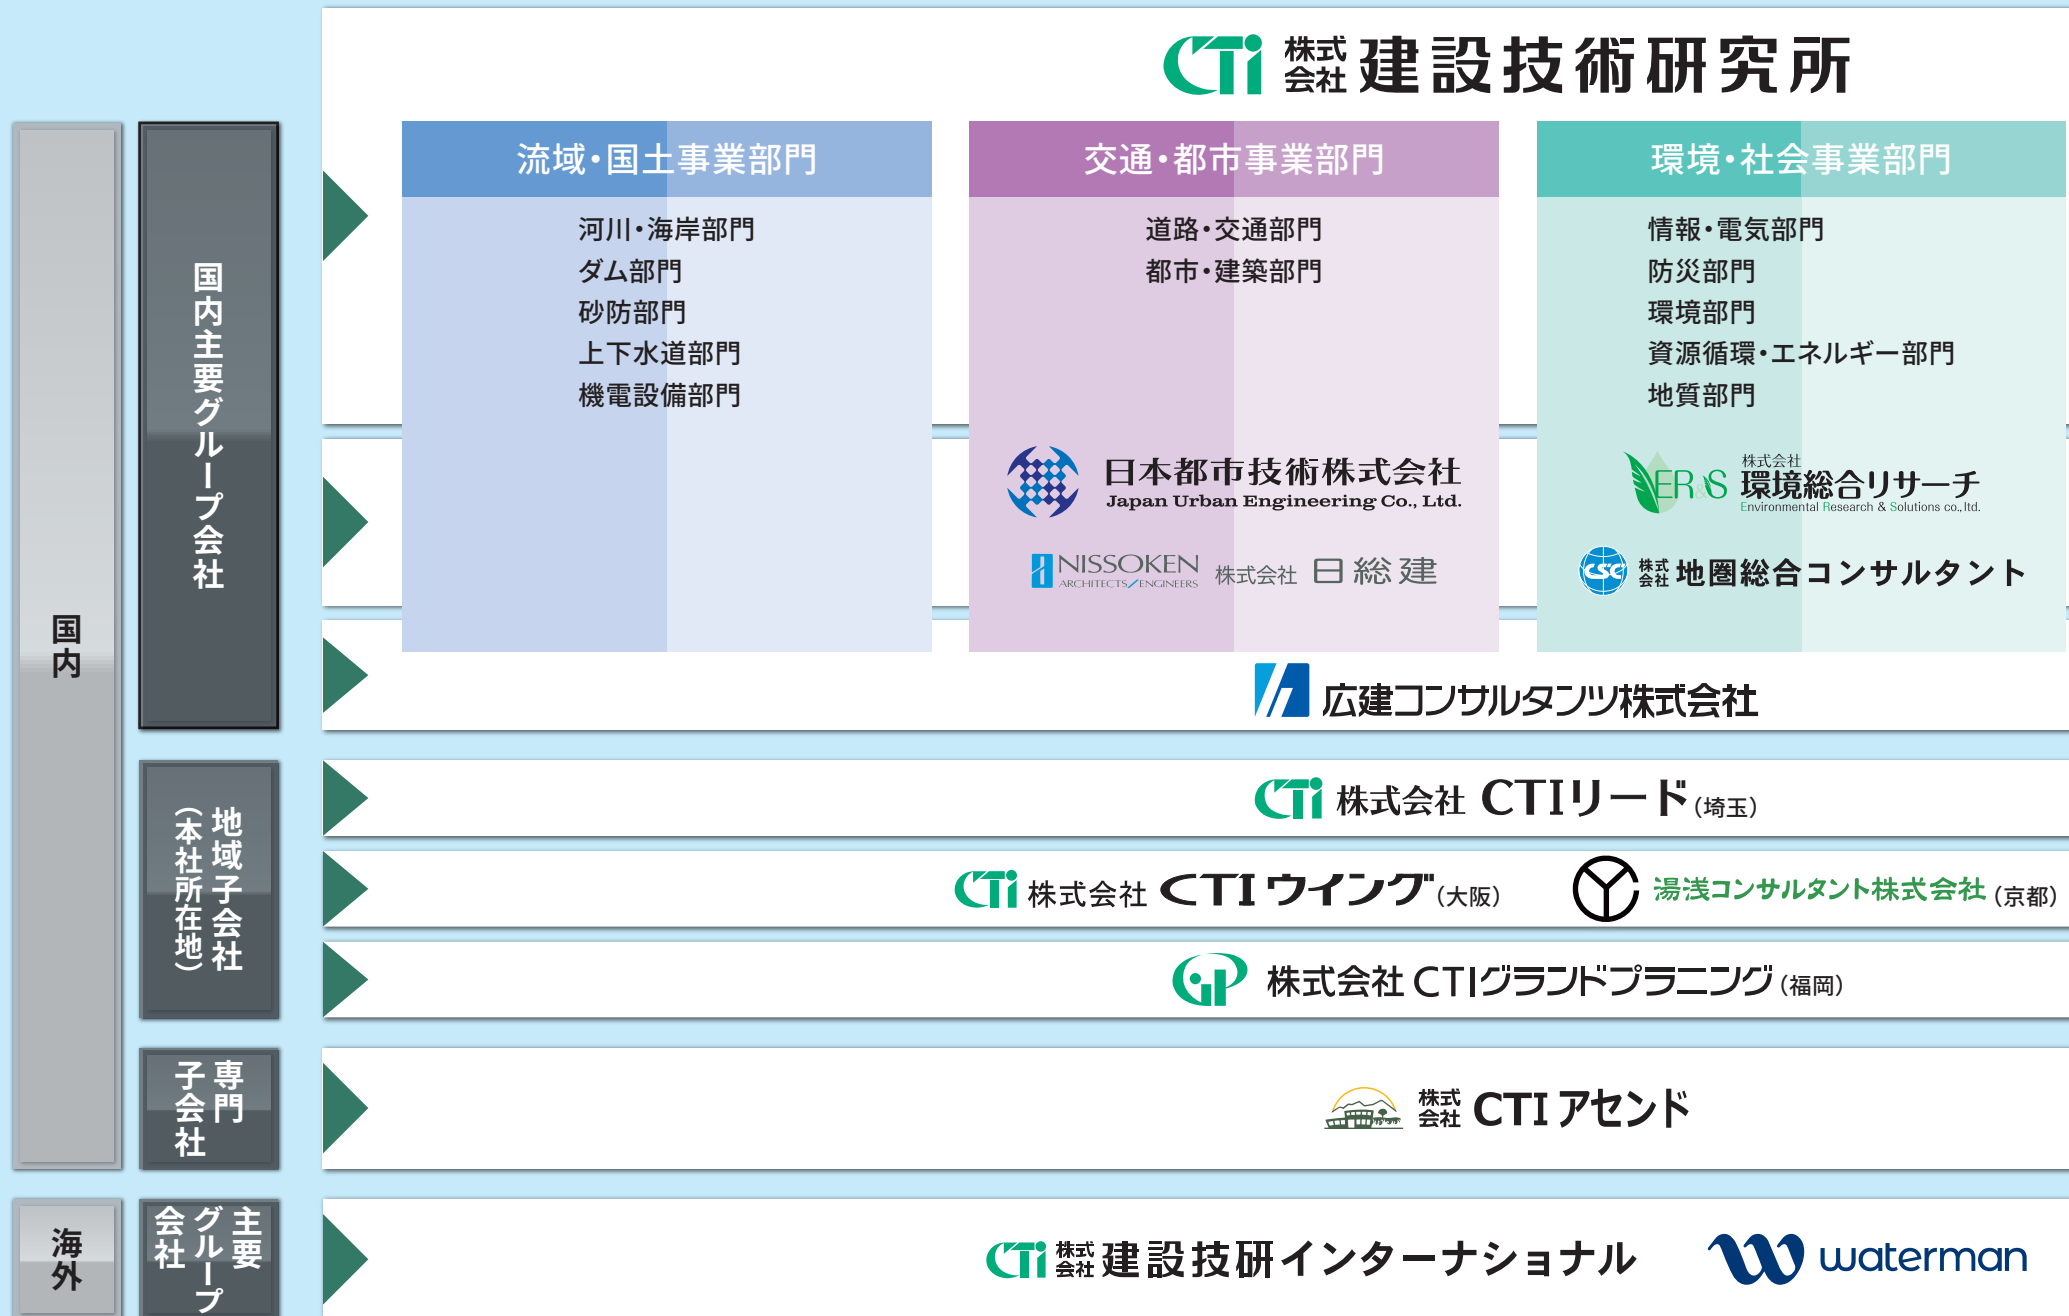 CTi 株式会社 建設技術研究所
国内
国内主要グループ会社
流域・国土事業部門
河川・海岸部門
ダム部門
砂防部門
上下水道部門
機電設備部門
交通・都市事業部門
道路・交通部門
都市・建築部門
環境・社会事業部門
情報・電気部門
防災部門
環境部門
資源循環・エネルギー部門
地質部門
日本都市技術株式会社
Japan Urban Engineering Co., Ltd.
NISSOKEN
ARCHITECTS/ENGINEERS
株式会社 日総建
ER&S
株式会社
環境総合リサーチ
Environmental Research & Solutions co.,ltd.
CSC 株式会社 地圏総合コンサルタント
広建コンサルタンツ株式会社
地域子会社
（本社所在地）
CTi 株式会社 CTIリード（埼玉）
CTi 株式会社 CTIウイング（大阪）
湯浅コンサルタント株式会社（京都）
株式会社CTIグランドプラニング（福岡）
専門
子会社
株式会社 CTIアセンド
海外
主要
グループ
会社
CTi 株式会社 建設技研インターナショナル
waterman